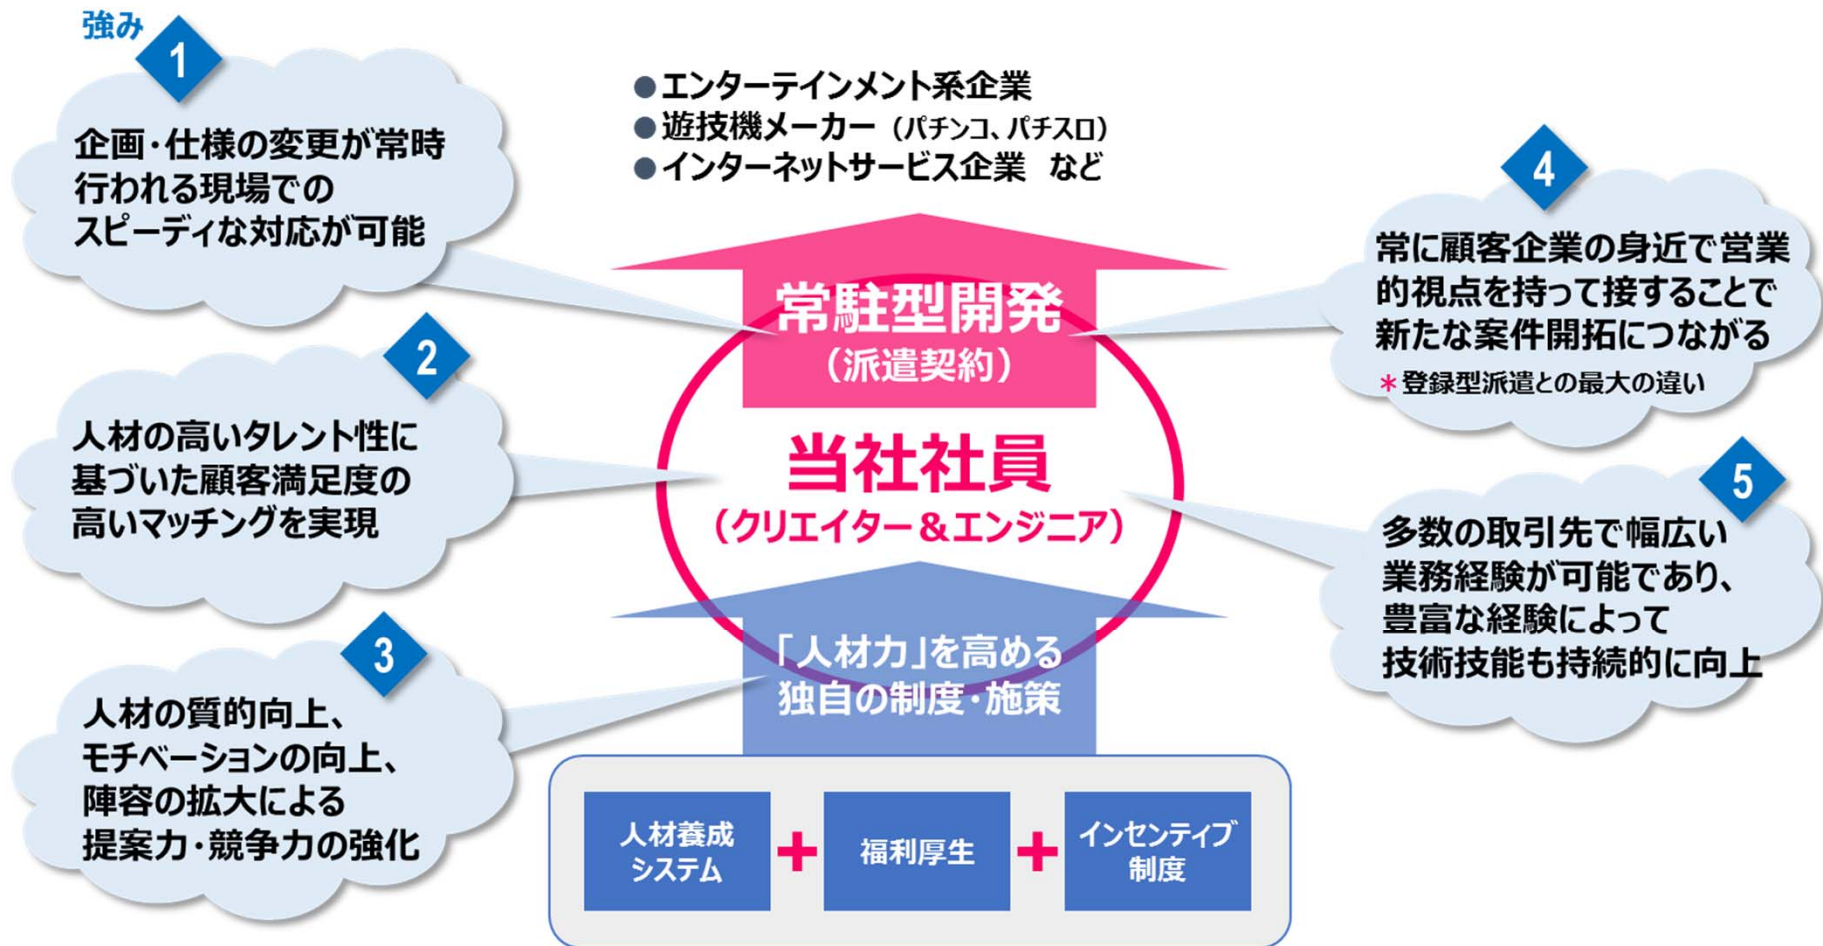 強み
1
企画・仕様の変更が常時
行われる現場での
スピーディな対応が可能
2
人材の高いタレント性に
基づいた顧客満足度の
高いマッチングを実現
3
人材の質的向上、
モチベーションの向上、
陣容の拡大による
提案力・競争力の強化
●エンターテインメント系企業
●遊技機メーカー（パチンコ、パチスロ）
●インターネットサービス企業 など
常駐型開発
（派遣契約）
当社社員
（クリエイター＆エンジニア）
「人材力」を高める
独自の制度・施策
人材養成
システム
+
福利厚生
+
インセンティブ
制度
4
常に顧客企業の身近で営業
的視点を持って接することで
新たな案件開拓につながる
＊登録型派遣との最大の違い
5
多数の取引先で幅広い
業務経験が可能であり、
豊富な経験によって
技術技能も持続的に向上